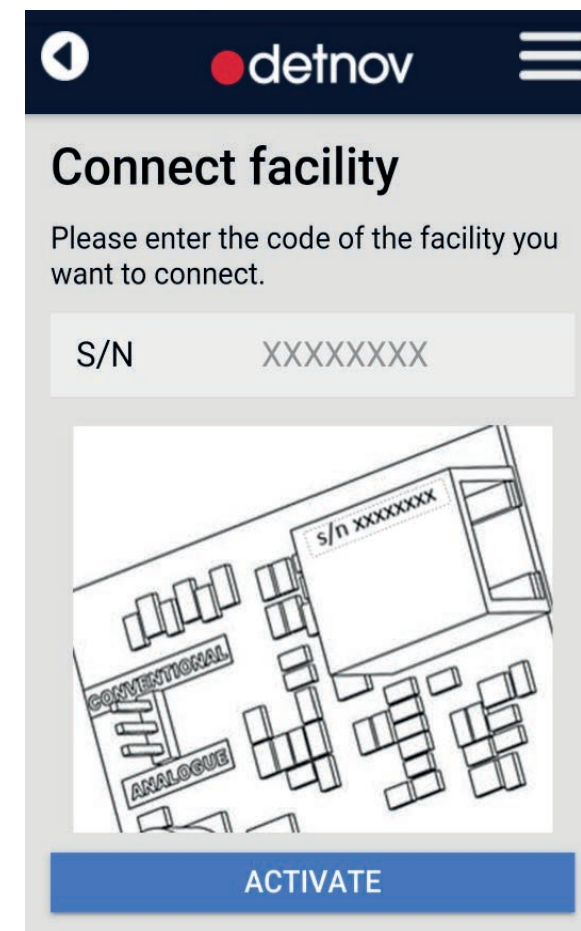 detnov
Connect facility
Please enter the code of the facility you
want to connect.
S/N XXXXXXXX
s/n xxxxxxxx
CONVENTIONAL
ANALOGUE
ACTIVATE